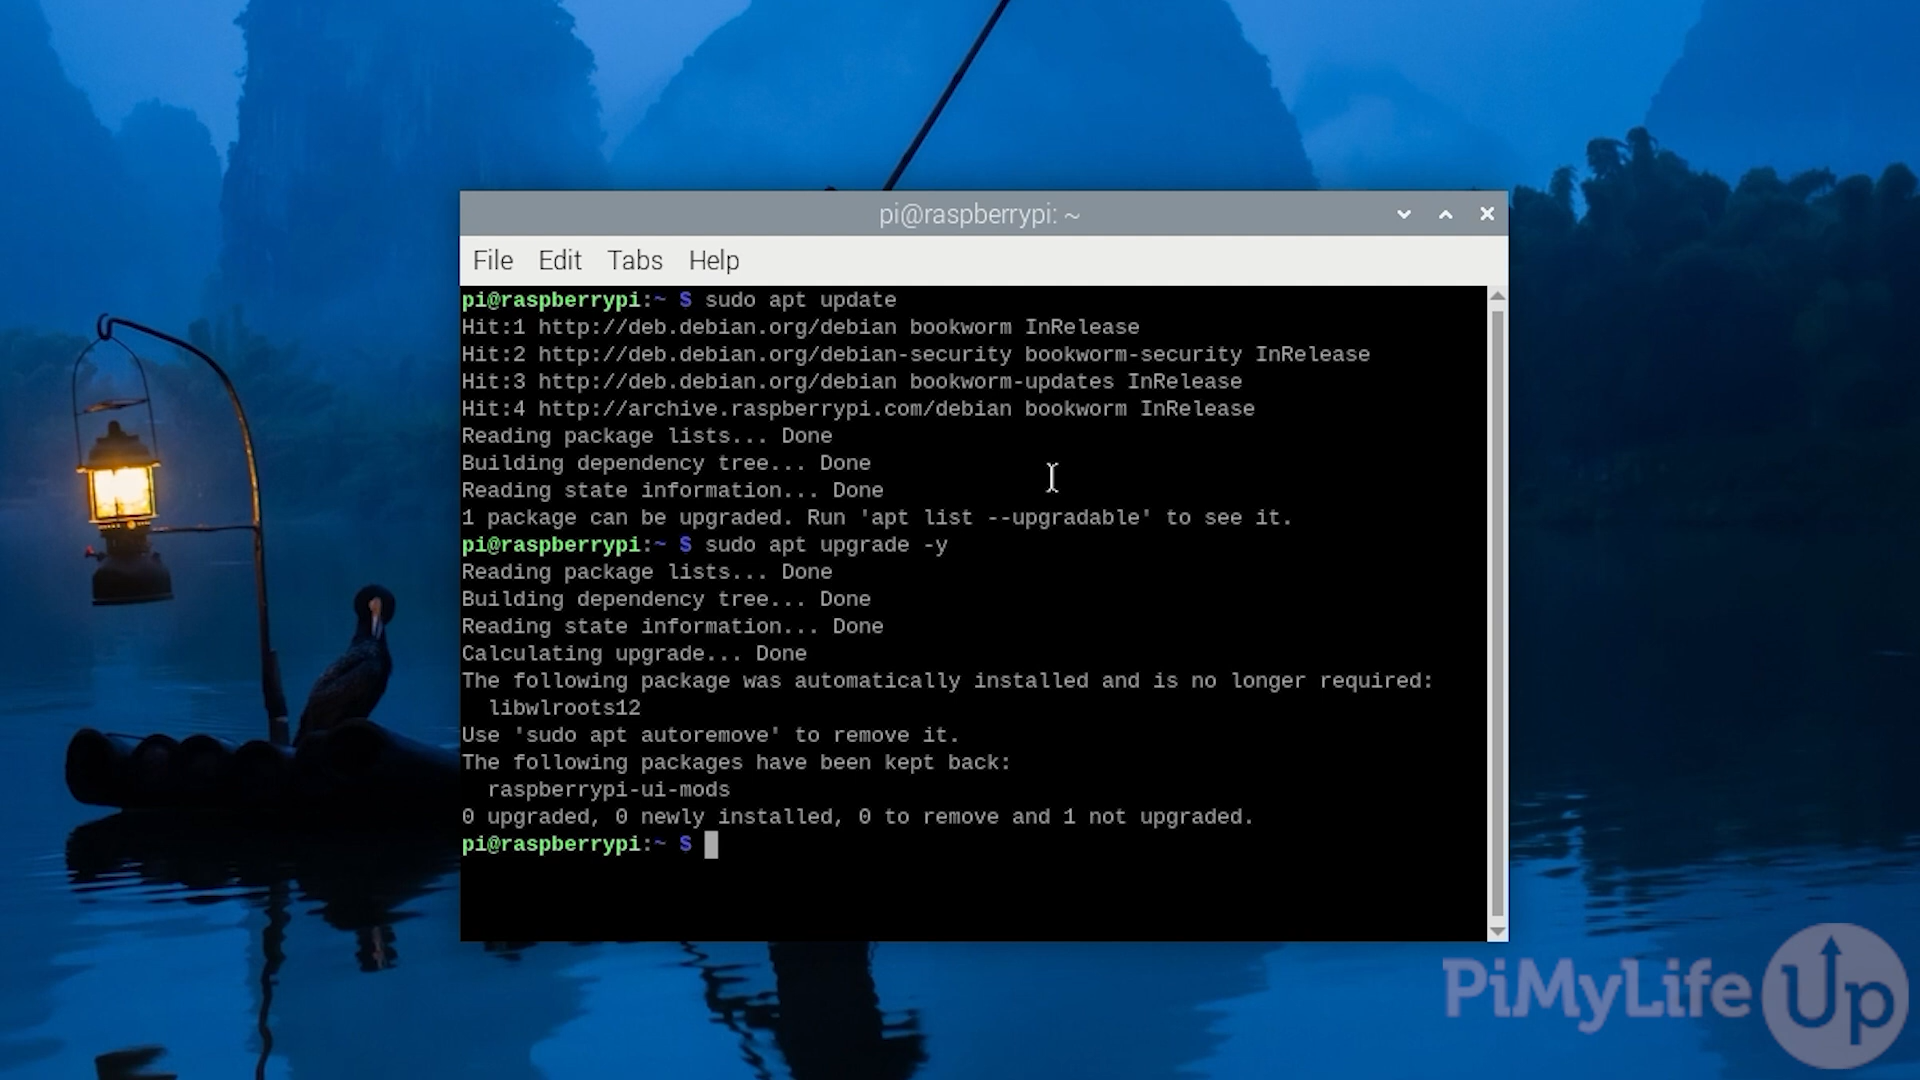 pi@raspberrypi: ~
File Edit Tabs Help
pi@raspberrypi:~ $ sudo apt update
Hit:1 http://deb.debian.org/debian bookworm InRelease
Hit:2 http://deb.debian.org/debian-security bookworm-security InRelease
Hit:3 http://deb.debian.org/debian bookworm-updates InRelease
Hit:4 http://archive.raspberrypi.com/debian bookworm InRelease
Reading package lists... Done
Building dependency tree... Done
Reading state information... Done
1 package can be upgraded. Run 'apt list --upgradable' to see it.
pi@raspberrypi:~ $ sudo apt upgrade -y
Reading package lists... Done
Building dependency tree... Done
Reading state information... Done
Calculating upgrade... Done
The following package was automatically installed and is no longer required:
  libwlroots12
Use 'sudo apt autoremove' to remove it.
The following packages have been kept back:
  raspberrypi-ui-mods
0 upgraded, 0 newly installed, 0 to remove and 1 not upgraded.
pi@raspberrypi:~ $
PiMyLifeUp